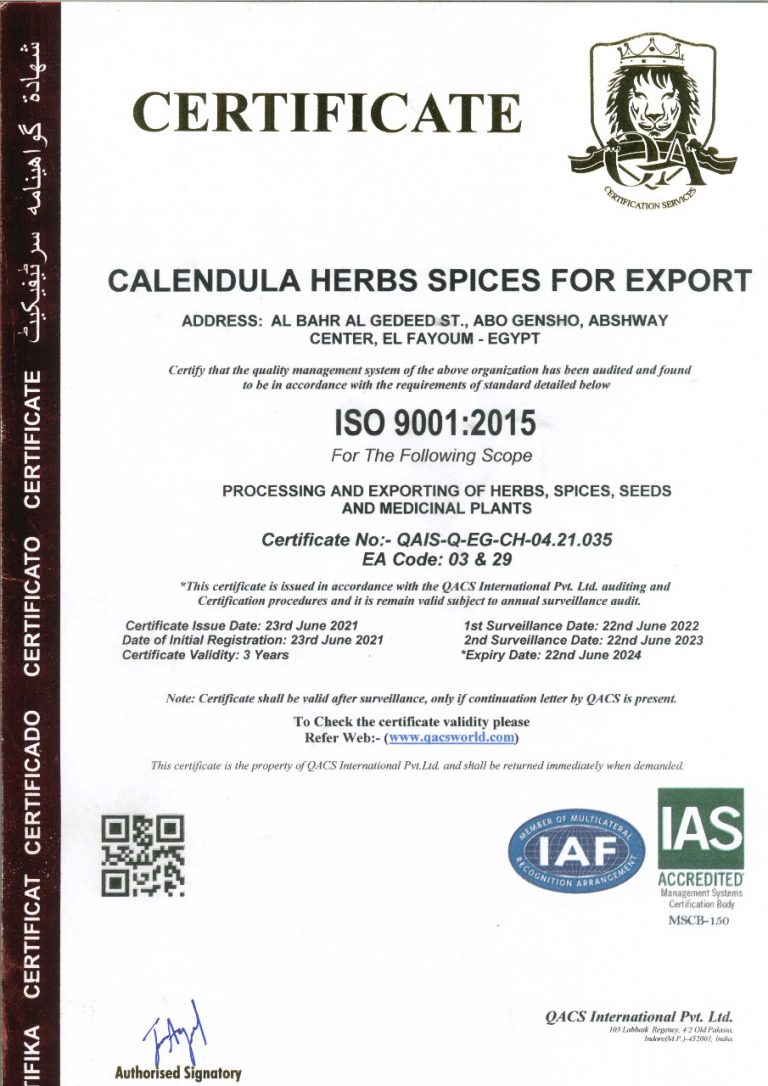 شهادة گواهينامه سرٹیفیکیٹ
TIFIKA CERTIFICAT CERTIFICADO CERTIFICATO CERTIFICATE
CERTIFICATE
QA
CERTIFICATION SERVICES
CALENDULA HERBS SPICES FOR EXPORT
ADDRESS: AL BAHR AL GEDEED ST., ABO GENSHO, ABSHWAY
CENTER, EL FAYOUM - EGYPT
Certify that the quality management system of the above organization has been audited and found
to be in accordance with the requirements of standard detailed below
ISO 9001:2015
For The Following Scope
PROCESSING AND EXPORTING OF HERBS, SPICES, SEEDS
AND MEDICINAL PLANTS
Certificate No:- QAIS-Q-EG-CH-04.21.035
EA Code: 03 & 29
*This certificate is issued in accordance with the QACS International Pvt. Ltd. auditing and
Certification procedures and it is remain valid subject to annual surveillance audit.
Certificate Issue Date: 23rd June 2021 1st Surveillance Date: 22nd June 2022
Date of Initial Registration: 23rd June 2021 2nd Surveillance Date: 22nd June 2023
Certificate Validity: 3 Years *Expiry Date: 22nd June 2024
Note: Certificate shall be valid after surveillance, only if continuation letter by QACS is present.
To Check the certificate validity please
Refer Web:- (www.qacsworld.com)
This certificate is the property of QACS International Pvt.Ltd. and shall be returned immediately when demanded.
MEMBER OF MULTILATERAL
IAF
RECOGNITION ARRANGEMENT
IAS
ACCREDITED
Management Systems
Certification Body
MSCB-150
QACS International Pvt. Ltd.
103 Labhaik Regency, 4/2 Old Palasia,
Indore(M.P.)-452001, India.
Authorised Signatory